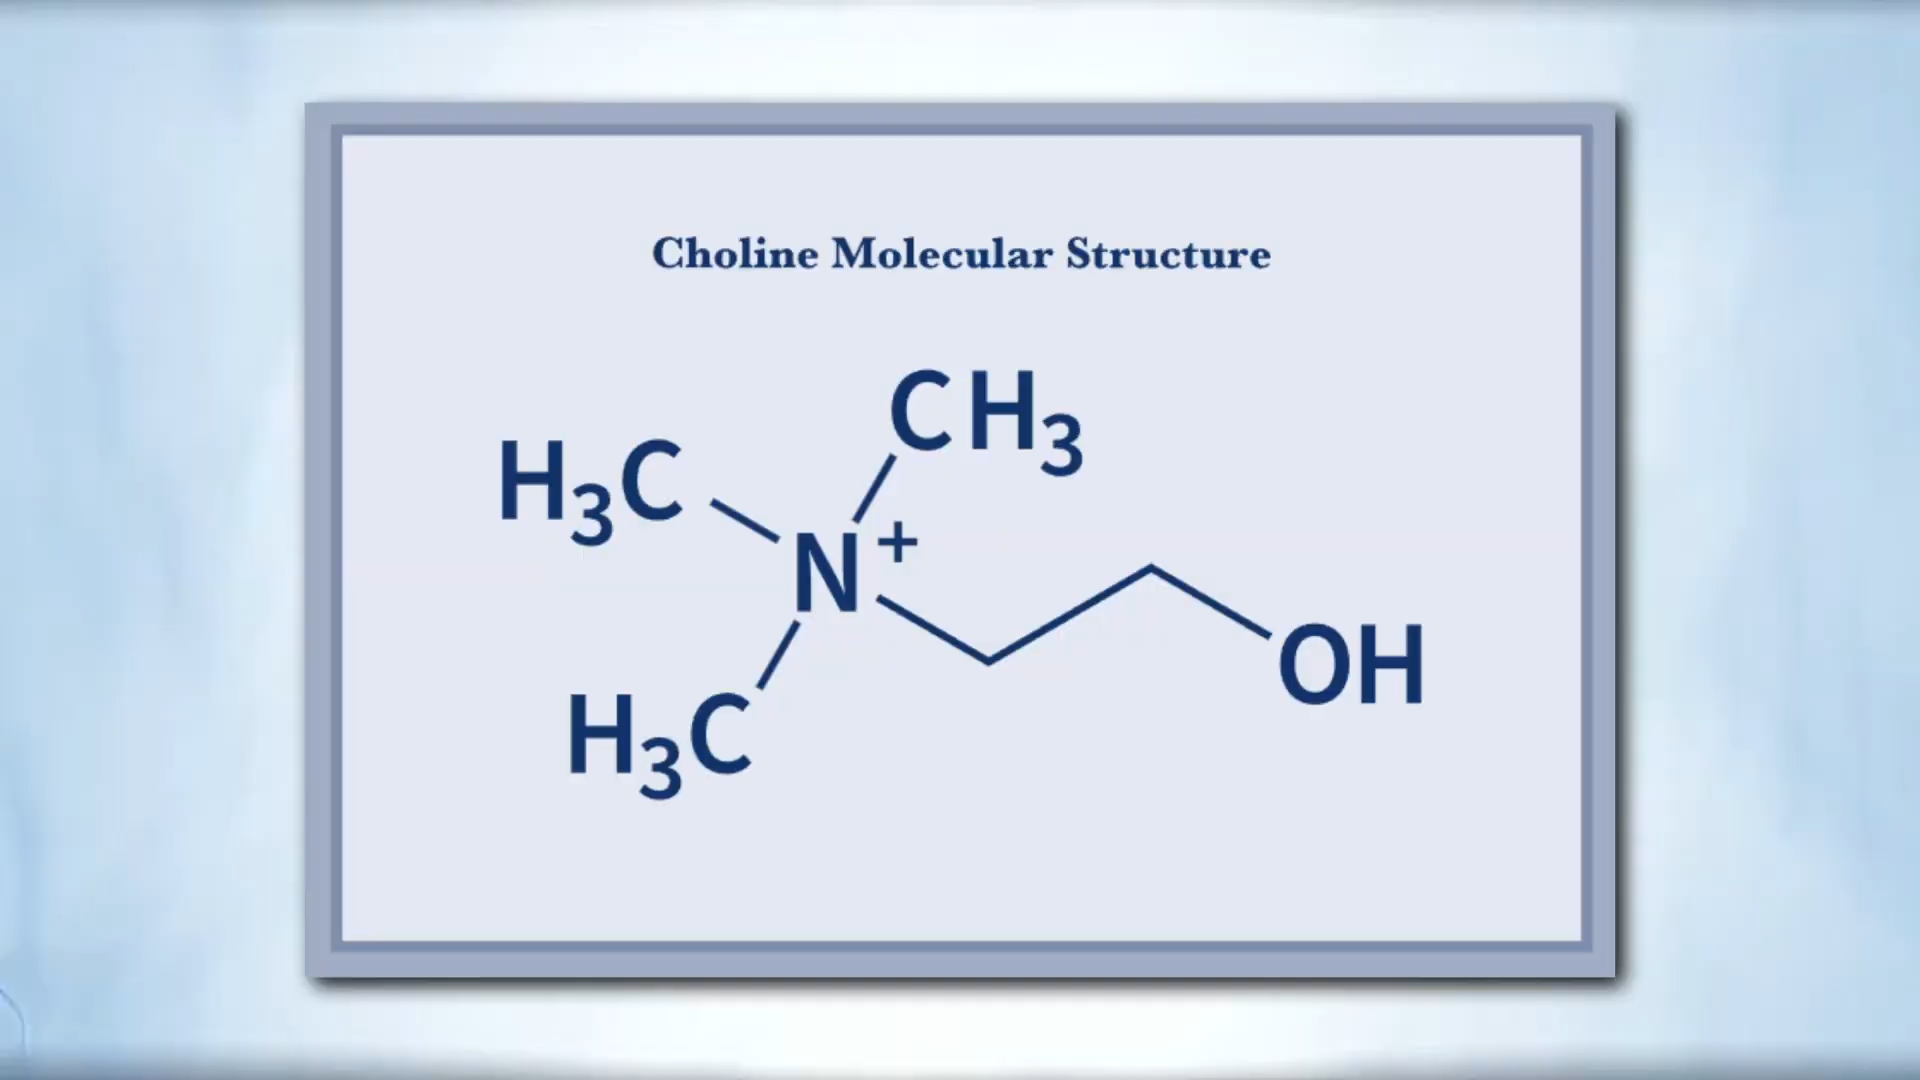 Choline Molecular Structure
CH3
H3C
N+
OH
H3C